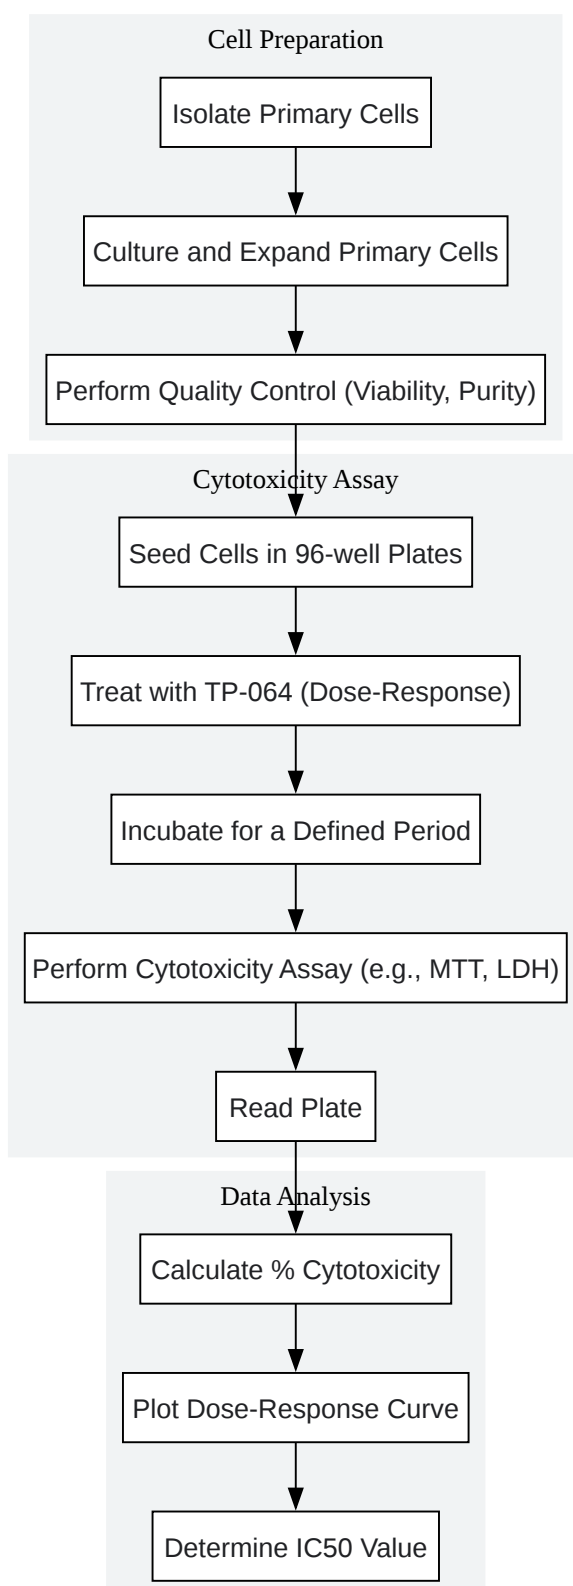 Cell Preparation
Isolate Primary Cells
Culture and Expand Primary Cells
Perform Quality Control (Viability, Purity)
Cytotoxicity Assay
Seed Cells in 96-well Plates
Treat with TP-064 (Dose-Response)
Incubate for a Defined Period
Perform Cytotoxicity Assay (e.g., MTT, LDH)
Read Plate
Data Analysis
Calculate % Cytotoxicity
Plot Dose-Response Curve
Determine IC50 Value